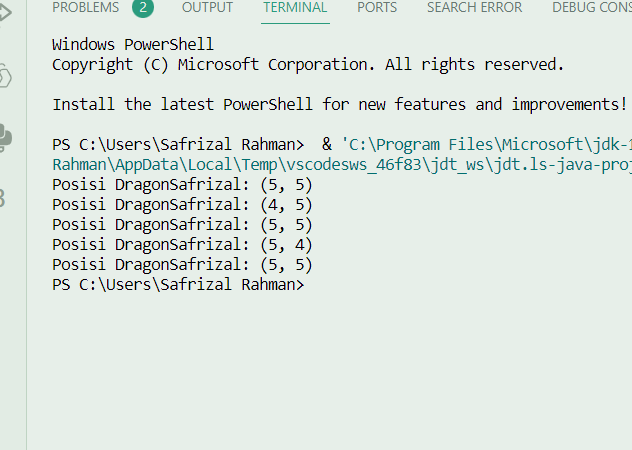 PROBLEMS 2 OUTPUT TERMINAL PORTS SEARCH ERROR DEBUG CONS
Windows PowerShell
Copyright (C) Microsoft Corporation. All rights reserved.
Install the latest PowerShell for new features and improvements!
PS C:\Users\Safrizal Rahman>  & 'C:\Program Files\Microsoft\jdk-1
Rahman\AppData\Local\Temp\vscodesws_46f83\jdt_ws\jdt.ls-java-proj
Posisi DragonSafrizal: (5, 5)
Posisi DragonSafrizal: (4, 5)
Posisi DragonSafrizal: (5, 5)
Posisi DragonSafrizal: (5, 4)
Posisi DragonSafrizal: (5, 5)
PS C:\Users\Safrizal Rahman>